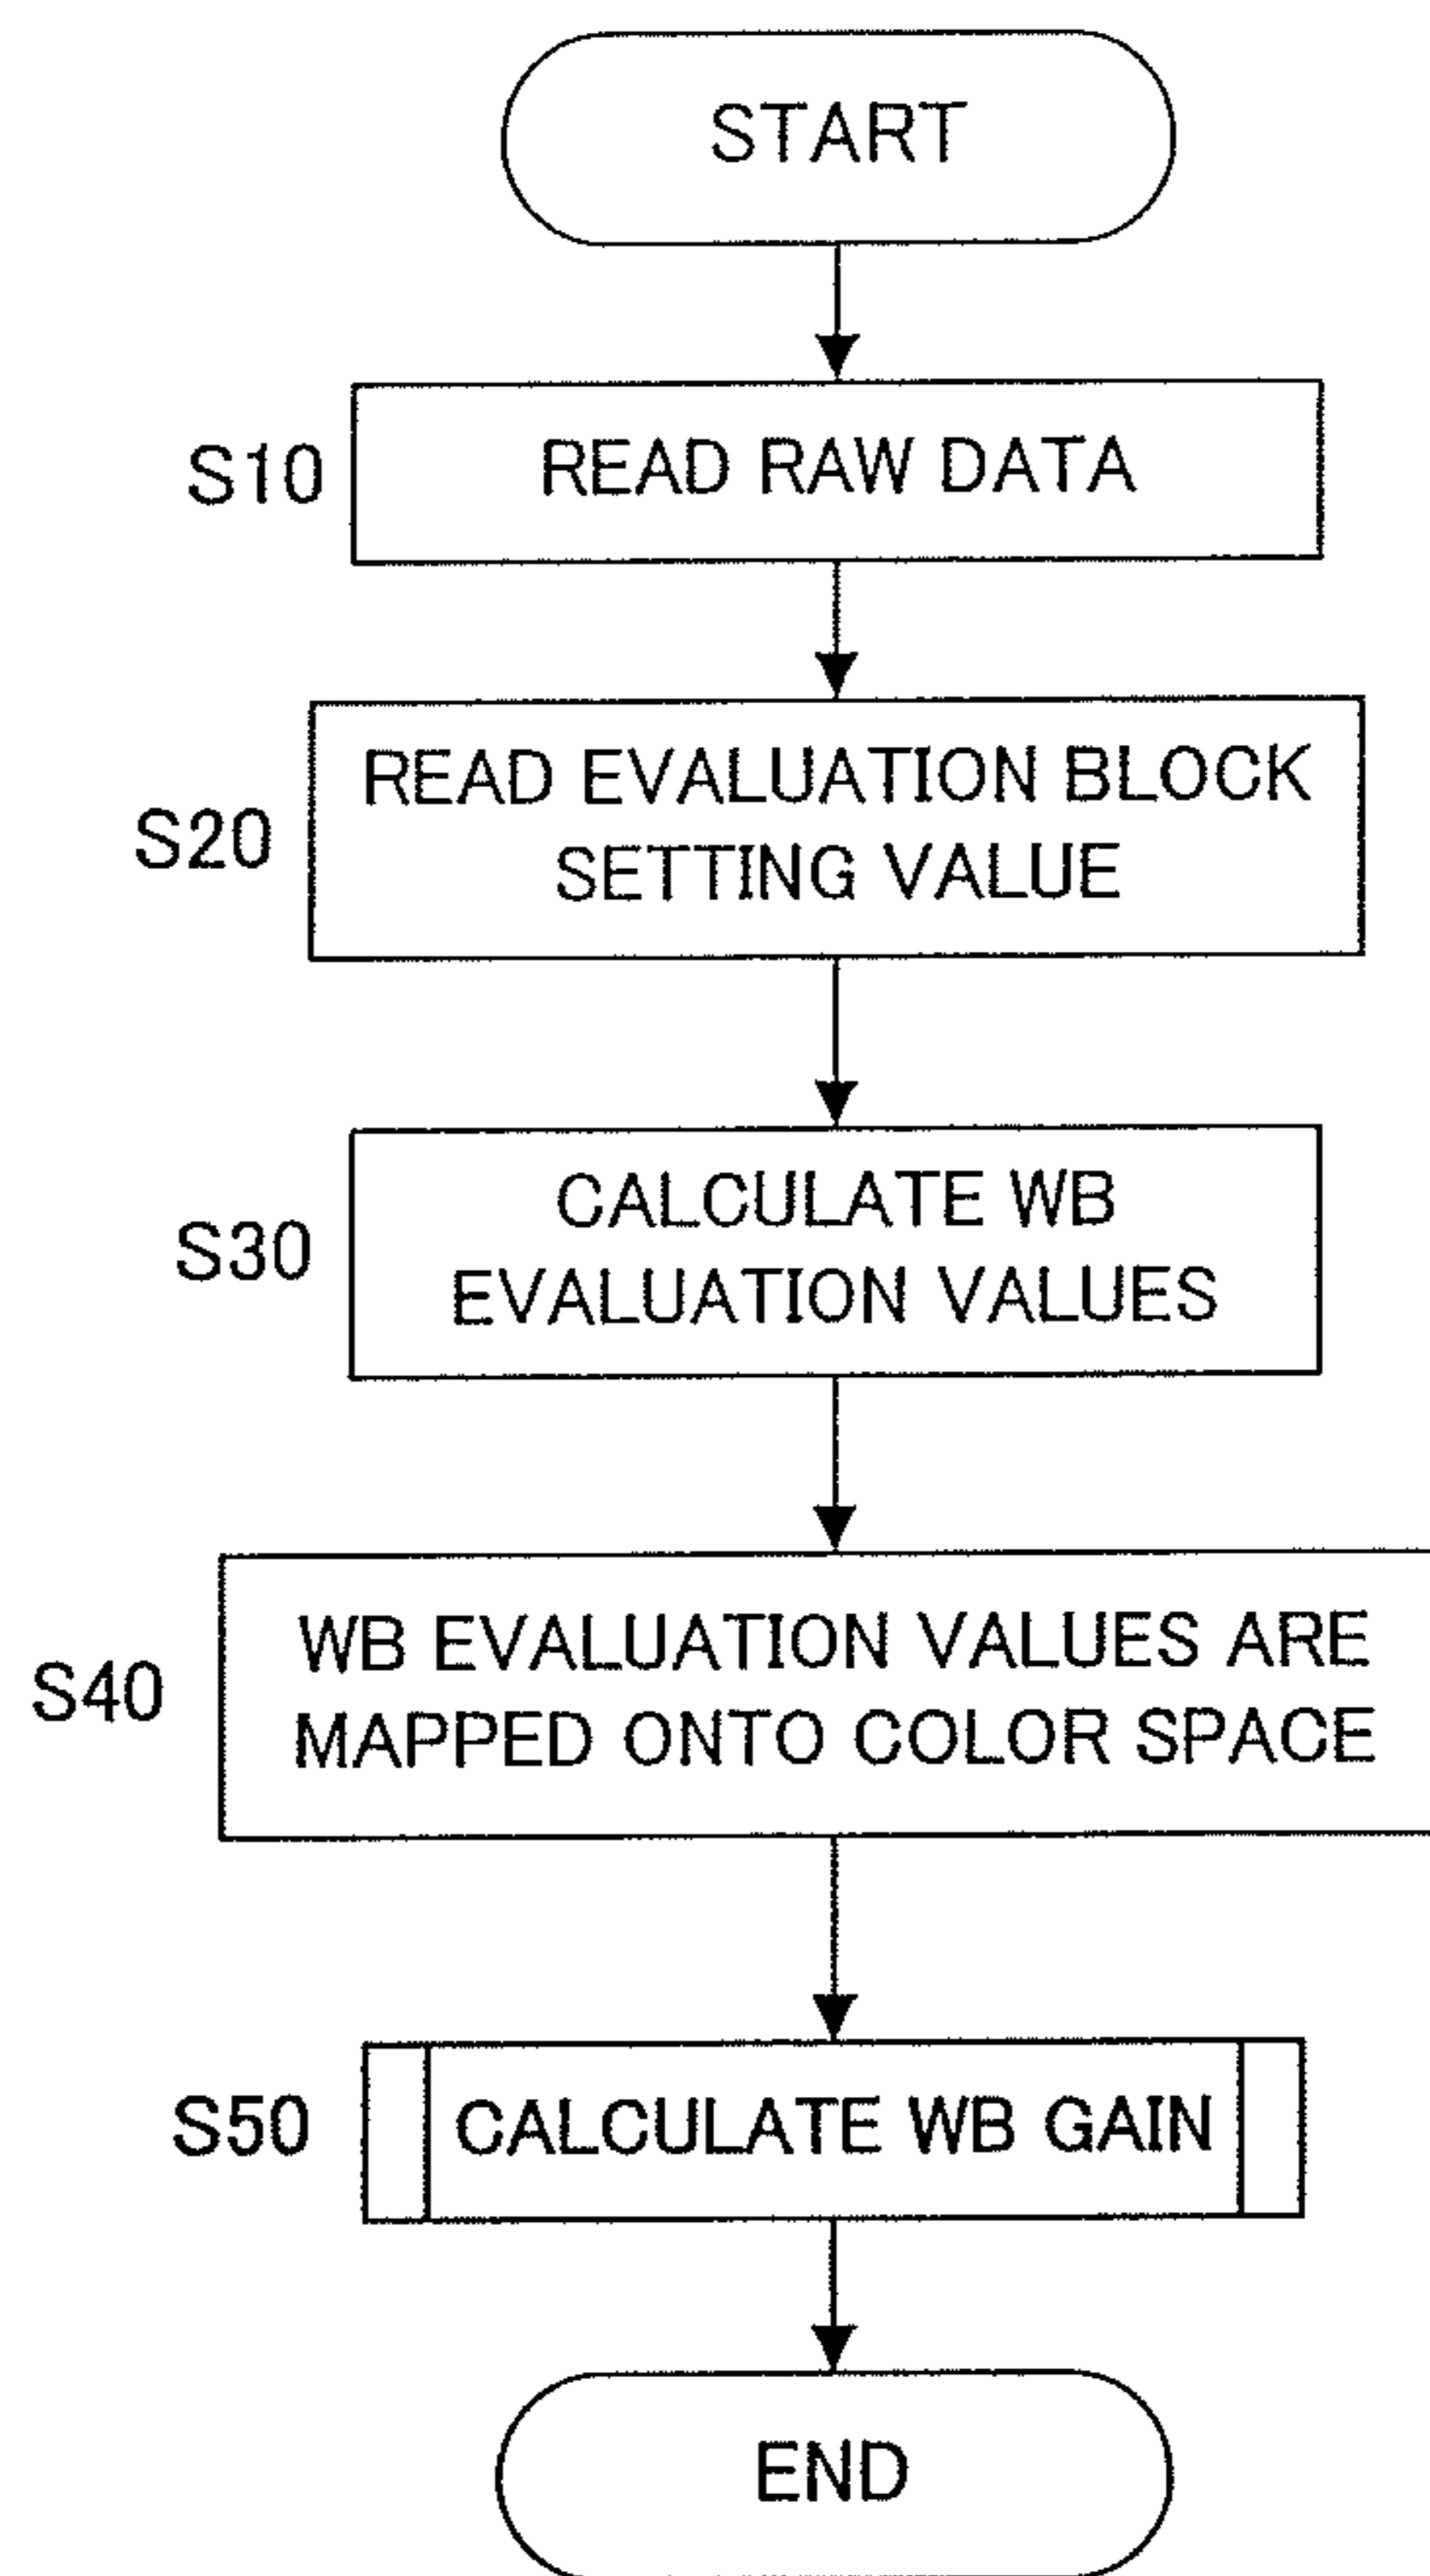 START
S10
READ RAW DATA
S20
READ EVALUATION BLOCK
SETTING VALUE
S30
CALCULATE WB
EVALUATION VALUES
S40
WB EVALUATION VALUES ARE
MAPPED ONTO COLOR SPACE
S50
CALCULATE WB GAIN
END